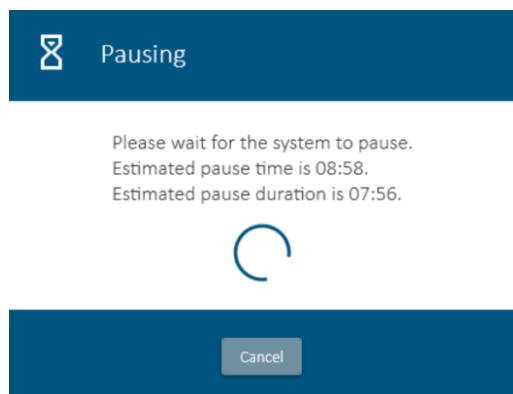 Pausing
Please wait for the system to pause.
Estimated pause time is 08:58.
Estimated pause duration is 07:56.
Cancel